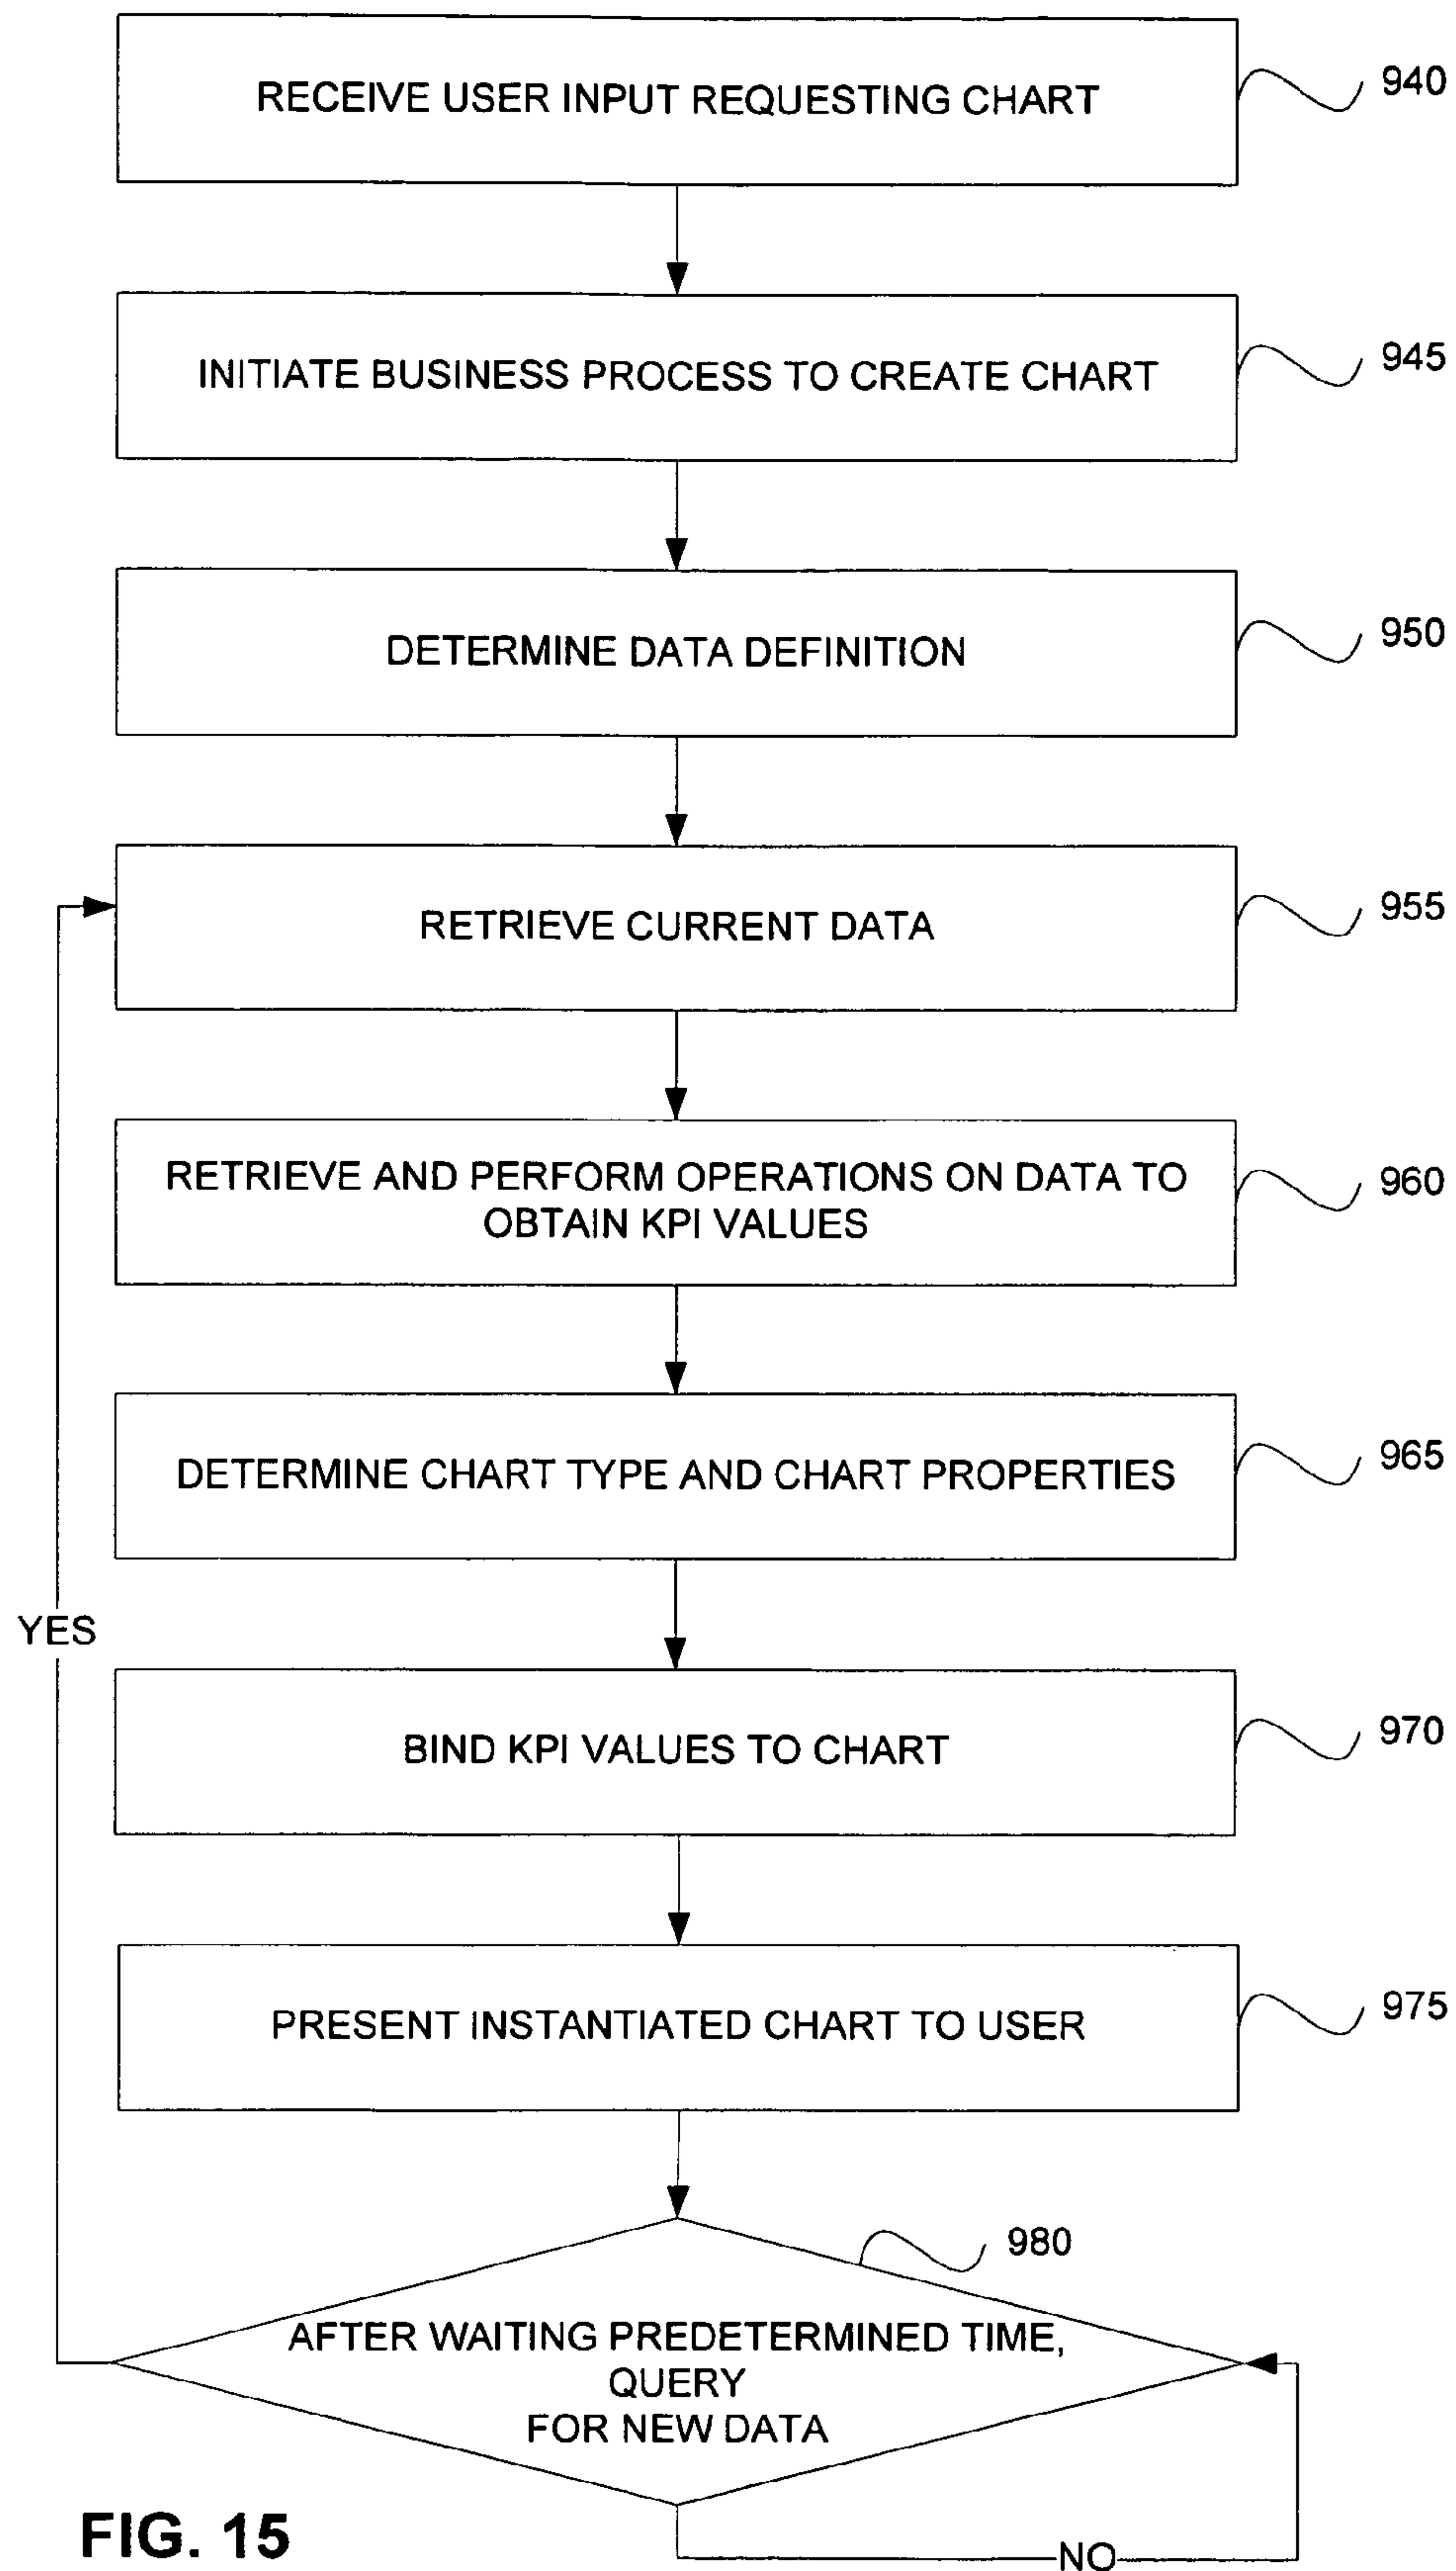 RECEIVE USER INPUT REQUESTING CHART
940
INITIATE BUSINESS PROCESS TO CREATE CHART
945
DETERMINE DATA DEFINITION
950
RETRIEVE CURRENT DATA
955
RETRIEVE AND PERFORM OPERATIONS ON DATA TO
OBTAIN KPI VALUES
960
DETERMINE CHART TYPE AND CHART PROPERTIES
965
YES
BIND KPI VALUES TO CHART
970
PRESENT INSTANTIATED CHART TO USER
975
980
AFTER WAITING PREDETERMINED TIME,
QUERY
FOR NEW DATA
FIG. 15
NO